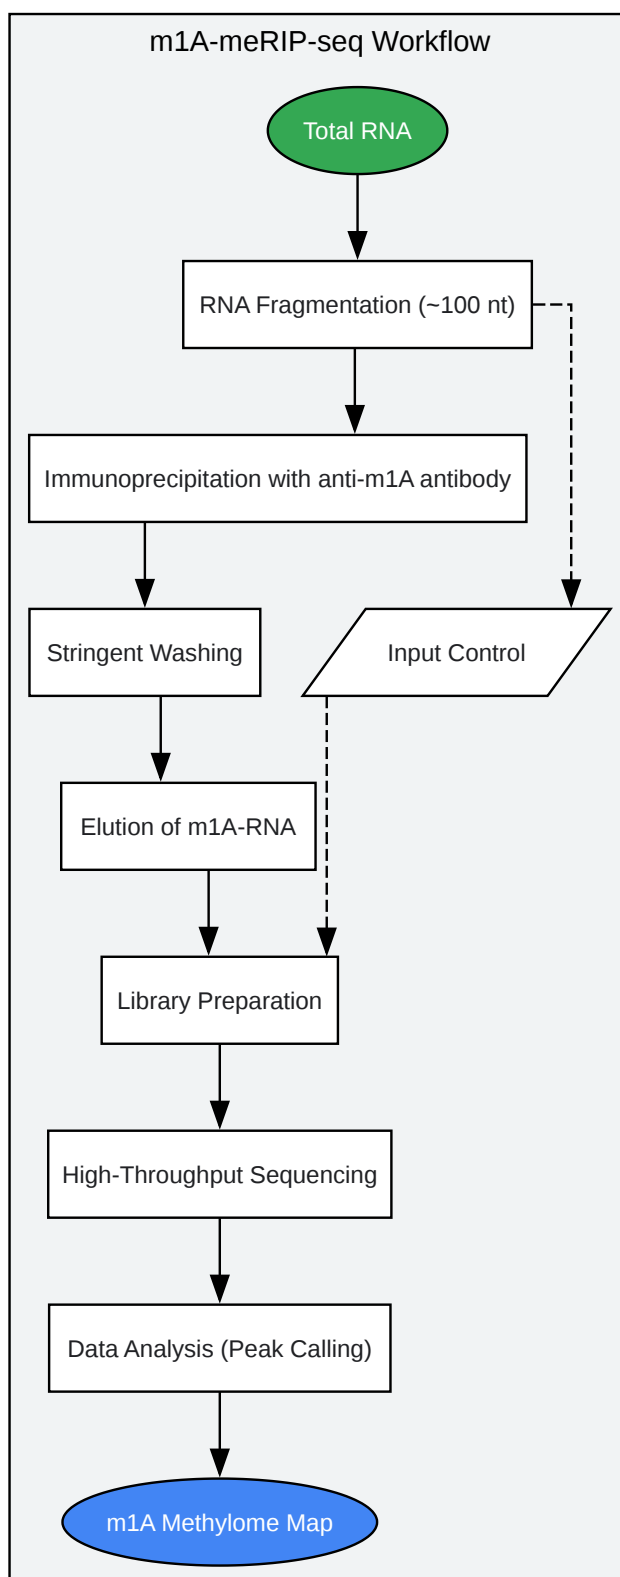 m1A-meRIP-seq Workflow
Total RNA
RNA Fragmentation (~100 nt)
Immunoprecipitation with anti-m1A antibody
Stringent Washing
Input Control
Elution of m1A-RNA
Library Preparation
High-Throughput Sequencing
Data Analysis (Peak Calling)
m1A Methylome Map